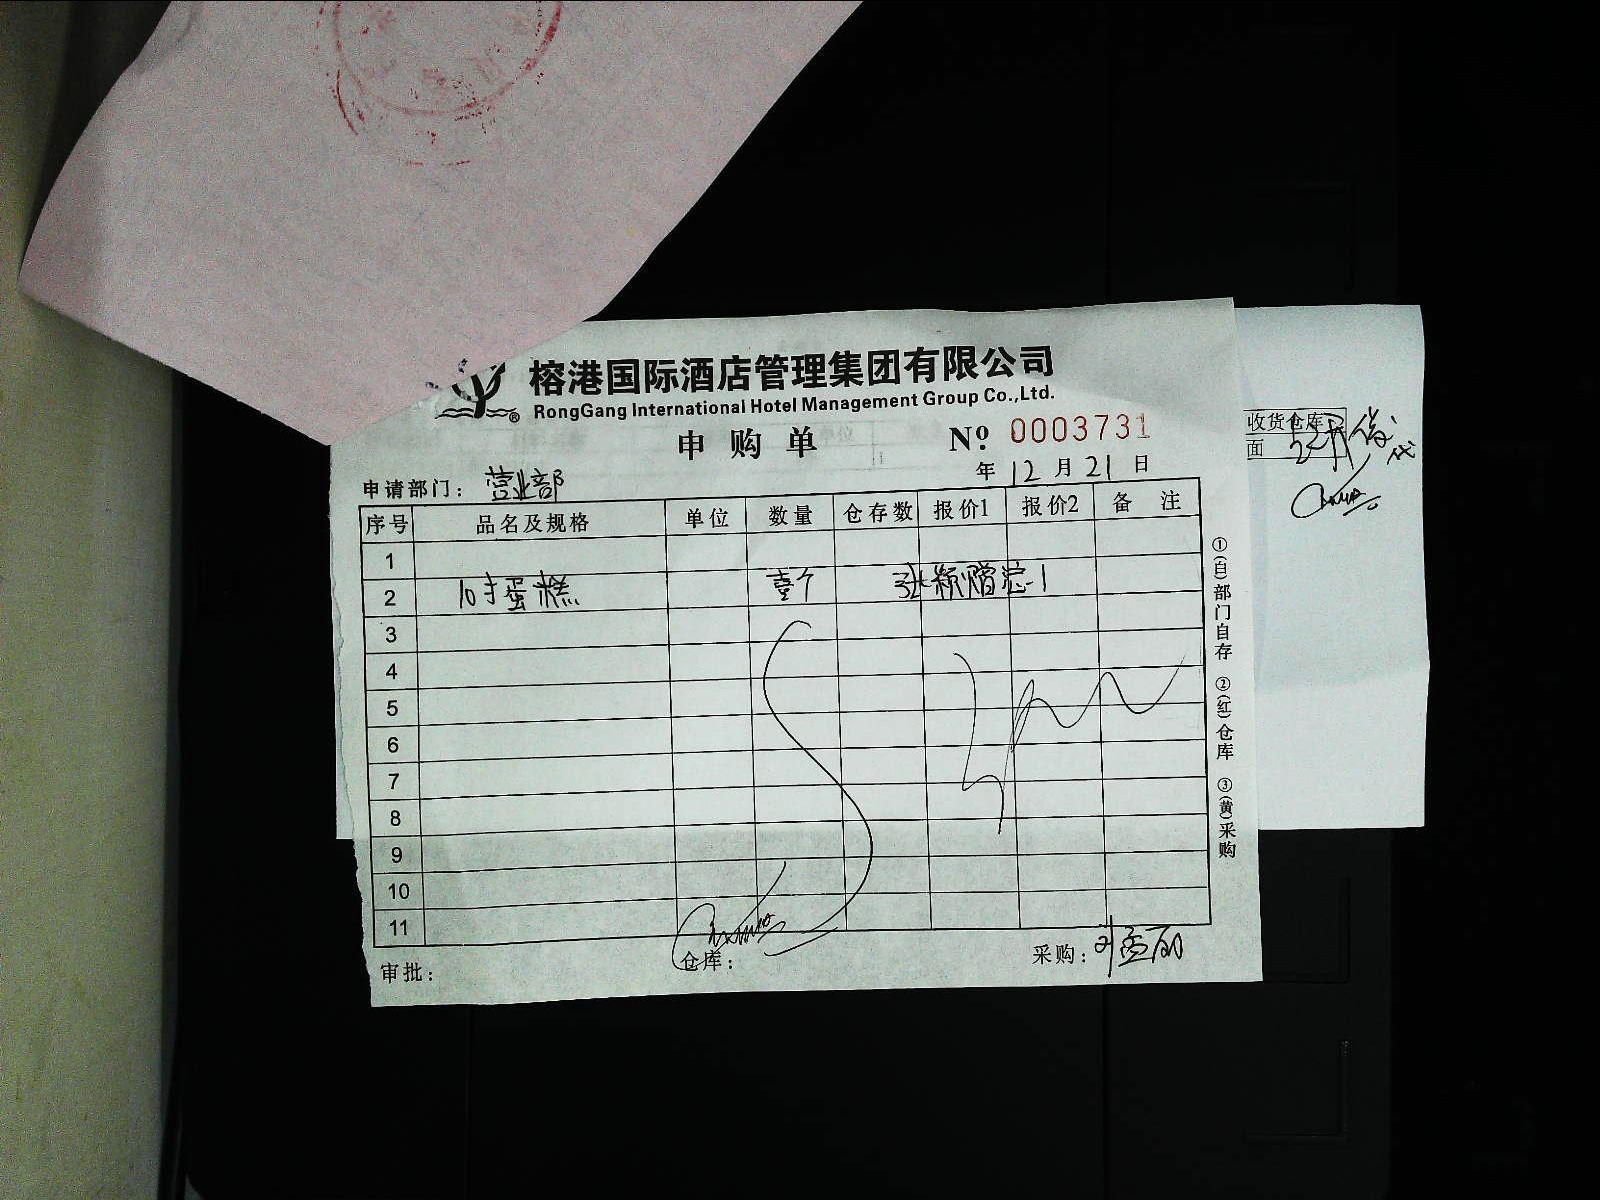 榕港国际酒店管理集团有限公司
RongGang International Hotel Management Group Co.,Ltd.
申购单 Nº. 0003731
年 12 月 21 日
申请部门： 营业部
序号 品名及规格 单位 数量 仓存数 报价1 报价2 备 注
1
2 10寸蛋糕 壹个
3
4
5
6
7
8
9
10
11
审批： 仓库： 采购：
①(白)部门自存 ②(红)仓库 ③(黄)采购
收货仓库
面